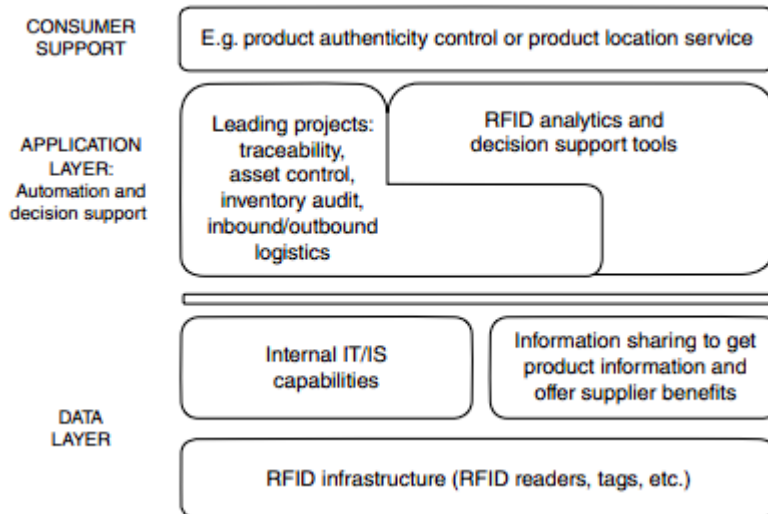 CONSUMER
SUPPORT
E.g. product authenticity control or product location service
APPLICATION
LAYER:
Automation and
decision support
Leading projects:
traceability,
asset control,
inventory audit,
inbound/outbound
logistics
RFID analytics and
decision support tools
DATA
LAYER
Internal IT/IS
capabilities
Information sharing to get
product information and
offer supplier benefits
RFID infrastructure (RFID readers, tags, etc.)